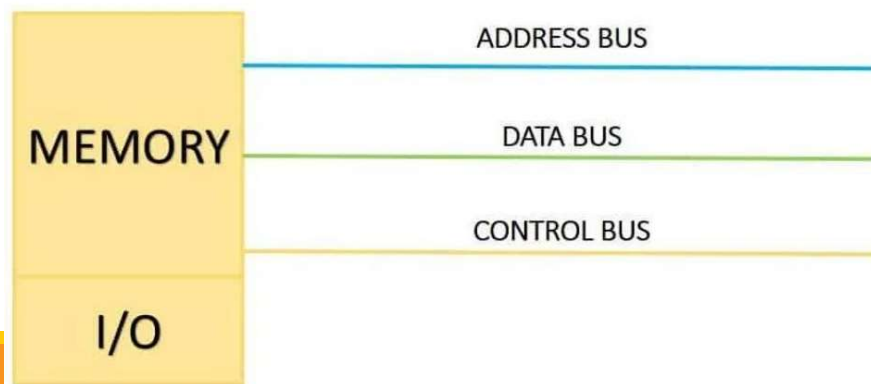 ADDRESS BUS
MEMORY
DATA BUS
CONTROL BUS
I/O